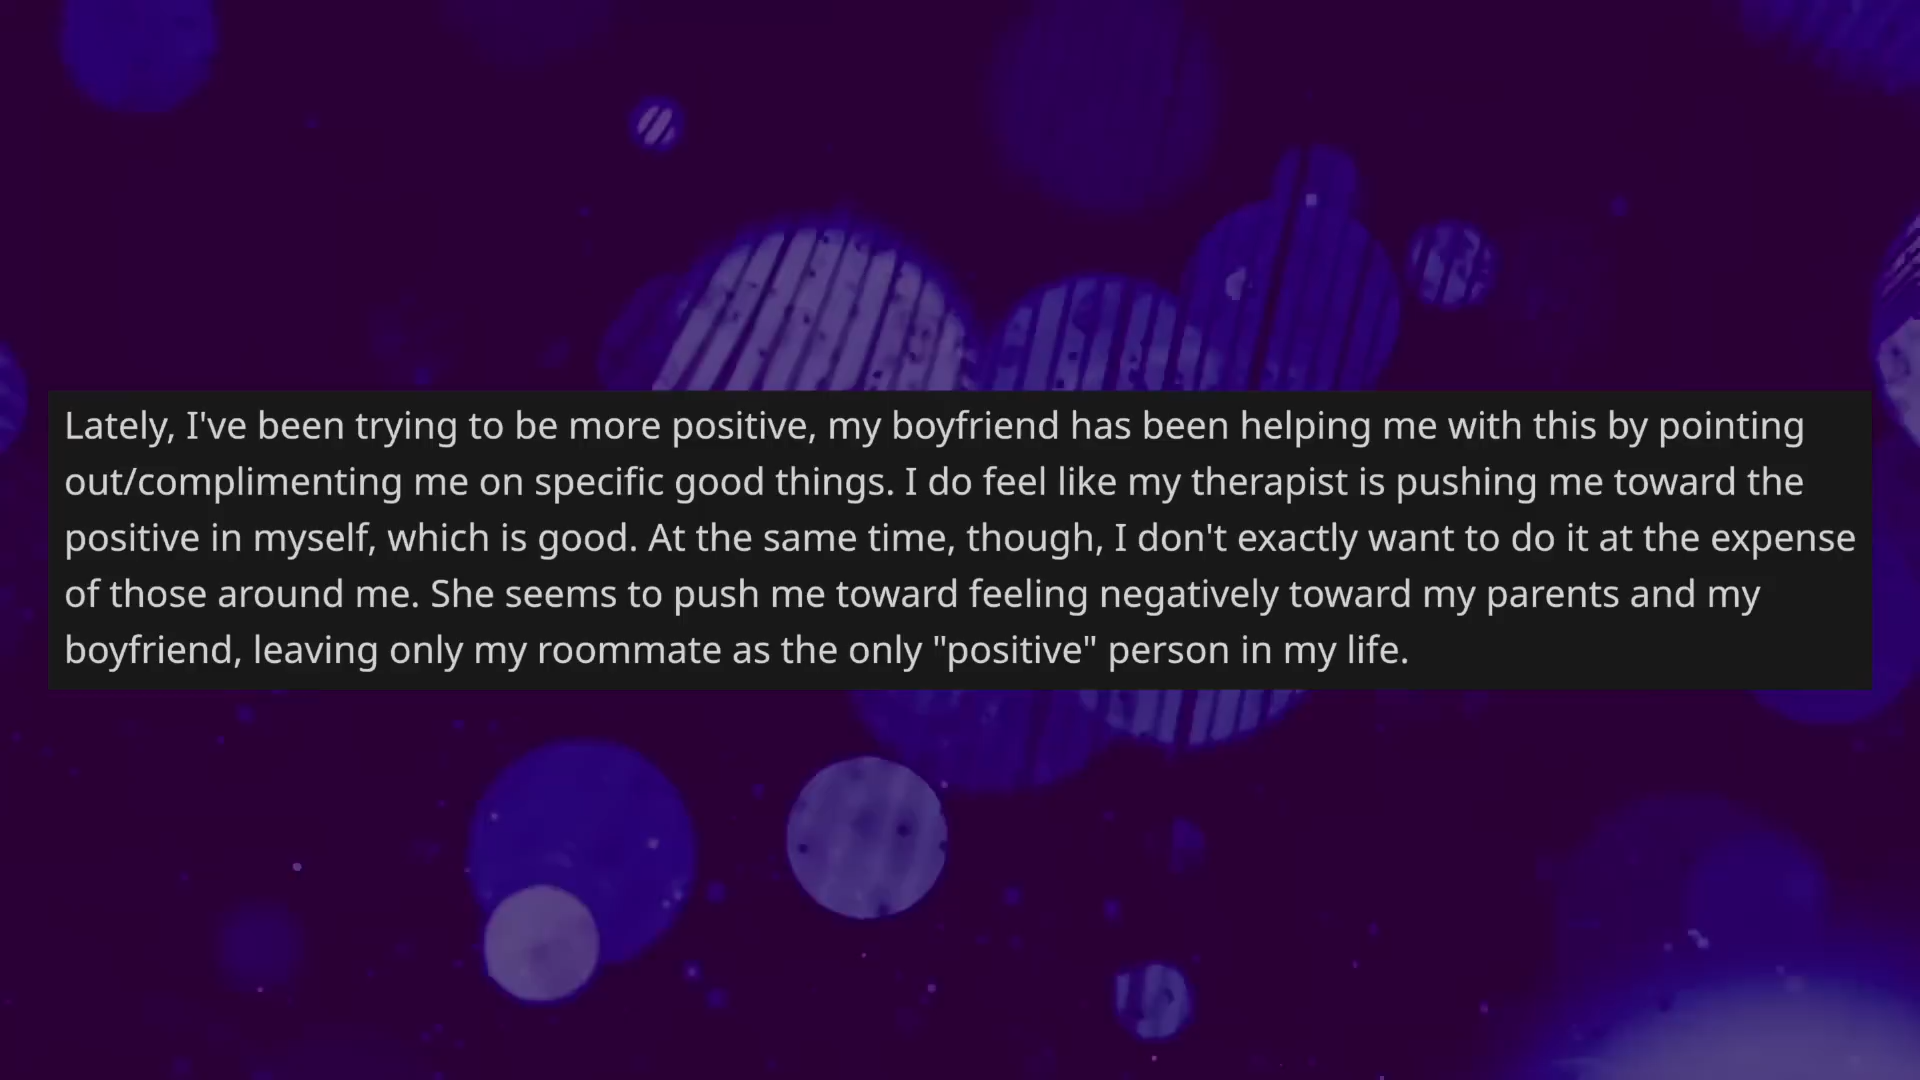 Lately, I've been trying to be more positive, my boyfriend has been helping me with this by pointing
out/complimenting me on specific good things. I do feel like my therapist is pushing me toward the
positive in myself, which is good. At the same time, though, I don't exactly want to do it at the expense
of those around me. She seems to push me toward feeling negatively toward my parents and my
boyfriend, leaving only my roommate as the only "positive" person in my life.